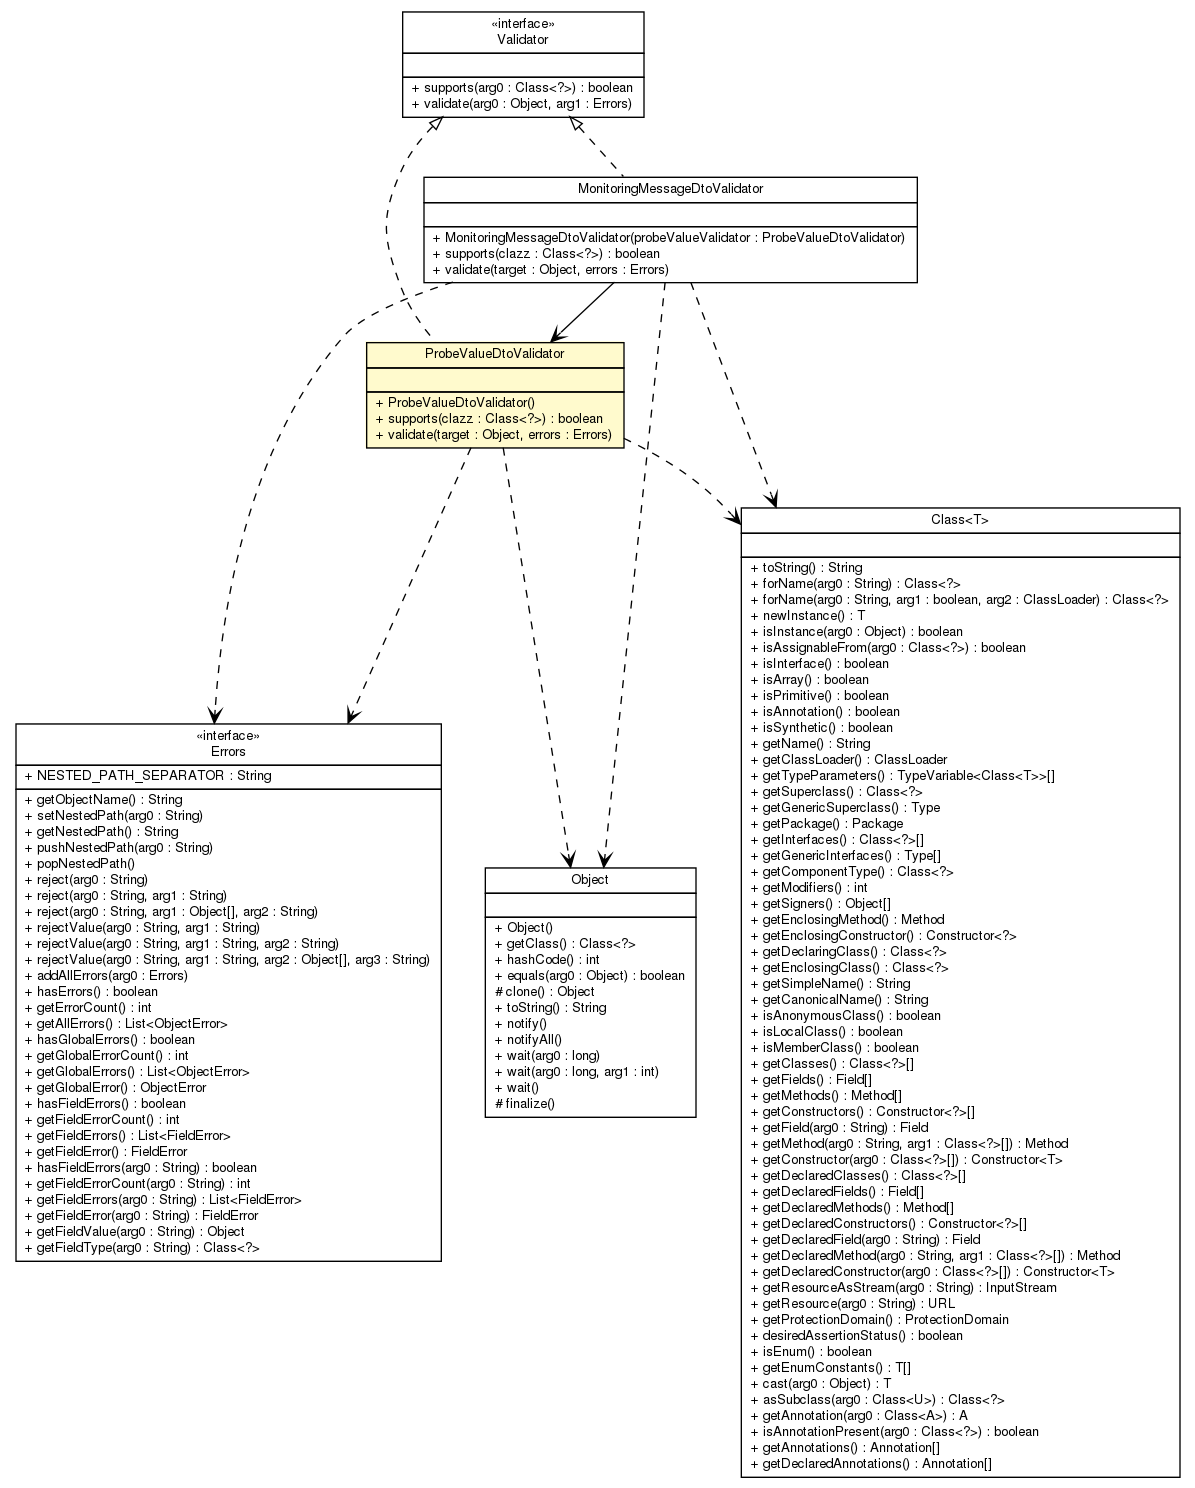 «interface»
Validator
+ supports(arg0 : Class<?>) : boolean
+ validate(arg0 : Object, arg1 : Errors)
MonitoringMessageDtoValidator
+ MonitoringMessageDtoValidator(probeValueValidator : ProbeValueDtoValidator)
+ supports(clazz : Class<?>) : boolean
+ validate(target : Object, errors : Errors)
ProbeValueDtoValidator
+ ProbeValueDtoValidator()
+ supports(clazz : Class<?>) : boolean
+ validate(target : Object, errors : Errors)
«interface»
Errors
+ NESTED_PATH_SEPARATOR : String
+ getObjectName() : String
+ setNestedPath(arg0 : String)
+ getNestedPath() : String
+ pushNestedPath(arg0 : String)
+ popNestedPath()
+ reject(arg0 : String)
+ reject(arg0 : String, arg1 : String)
+ reject(arg0 : String, arg1 : Object[], arg2 : String)
+ rejectValue(arg0 : String, arg1 : String)
+ rejectValue(arg0 : String, arg1 : String, arg2 : String)
+ rejectValue(arg0 : String, arg1 : String, arg2 : Object[], arg3 : String)
+ addAllErrors(arg0 : Errors)
+ hasErrors() : boolean
+ getErrorCount() : int
+ getAllErrors() : List<ObjectError>
+ hasGlobalErrors() : boolean
+ getGlobalErrorCount() : int
+ getGlobalErrors() : List<ObjectError>
+ getGlobalError() : ObjectError
+ hasFieldErrors() : boolean
+ getFieldErrorCount() : int
+ getFieldErrors() : List<FieldError>
+ getFieldError() : FieldError
+ hasFieldErrors(arg0 : String) : boolean
+ getFieldErrorCount(arg0 : String) : int
+ getFieldErrors(arg0 : String) : List<FieldError>
+ getFieldError(arg0 : String) : FieldError
+ getFieldValue(arg0 : String) : Object
+ getFieldType(arg0 : String) : Class<?>
Object
+ Object()
+ getClass() : Class<?>
+ hashCode() : int
+ equals(arg0 : Object) : boolean
# clone() : Object
+ toString() : String
+ notify()
+ notifyAll()
+ wait(arg0 : long)
+ wait(arg0 : long, arg1 : int)
+ wait()
# finalize()
Class<T>
+ toString() : String
+ forName(arg0 : String) : Class<?>
+ forName(arg0 : String, arg1 : boolean, arg2 : ClassLoader) : Class<?>
+ newInstance() : T
+ isInstance(arg0 : Object) : boolean
+ isAssignableFrom(arg0 : Class<?>) : boolean
+ isInterface() : boolean
+ isArray() : boolean
+ isPrimitive() : boolean
+ isAnnotation() : boolean
+ isSynthetic() : boolean
+ getName() : String
+ getClassLoader() : ClassLoader
+ getTypeParameters() : TypeVariable<Class<T>>[]
+ getSuperclass() : Class<?>
+ getGenericSuperclass() : Type
+ getPackage() : Package
+ getInterfaces() : Class<?>[]
+ getGenericInterfaces() : Type[]
+ getComponentType() : Class<?>
+ getModifiers() : int
+ getSigners() : Object[]
+ getEnclosingMethod() : Method
+ getEnclosingConstructor() : Constructor<?>
+ getDeclaringClass() : Class<?>
+ getEnclosingClass() : Class<?>
+ getSimpleName() : String
+ getCanonicalName() : String
+ isAnonymousClass() : boolean
+ isLocalClass() : boolean
+ isMemberClass() : boolean
+ getClasses() : Class<?>[]
+ getFields() : Field[]
+ getMethods() : Method[]
+ getConstructors() : Constructor<?>[]
+ getField(arg0 : String) : Field
+ getMethod(arg0 : String, arg1 : Class<?>[]) : Method
+ getConstructor(arg0 : Class<?>[]) : Constructor<T>
+ getDeclaredClasses() : Class<?>[]
+ getDeclaredFields() : Field[]
+ getDeclaredMethods() : Method[]
+ getDeclaredConstructors() : Constructor<?>[]
+ getDeclaredField(arg0 : String) : Field
+ getDeclaredMethod(arg0 : String, arg1 : Class<?>[]) : Method
+ getDeclaredConstructor(arg0 : Class<?>[]) : Constructor<T>
+ getResourceAsStream(arg0 : String) : InputStream
+ getResource(arg0 : String) : URL
+ getProtectionDomain() : ProtectionDomain
+ desiredAssertionStatus() : boolean
+ isEnum() : boolean
+ getEnumConstants() : T[]
+ cast(arg0 : Object) : T
+ asSubclass(arg0 : Class<U>) : Class<?>
+ getAnnotation(arg0 : Class<A>) : A
+ isAnnotationPresent(arg0 : Class<?>) : boolean
+ getAnnotations() : Annotation[]
+ getDeclaredAnnotations() : Annotation[]